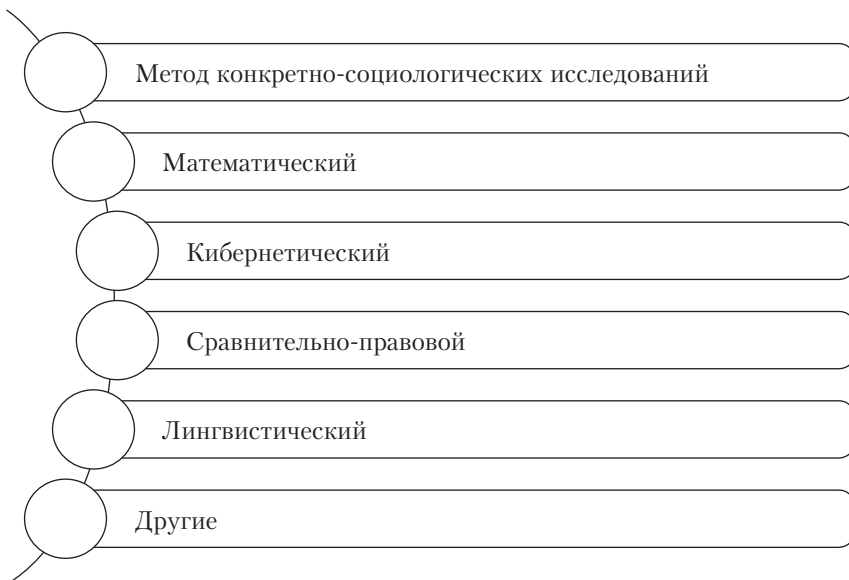 Метод конкретно-социологических исследований
Математический
Кибернетический
Сравнительно-правовой
Лингвистический
Другие